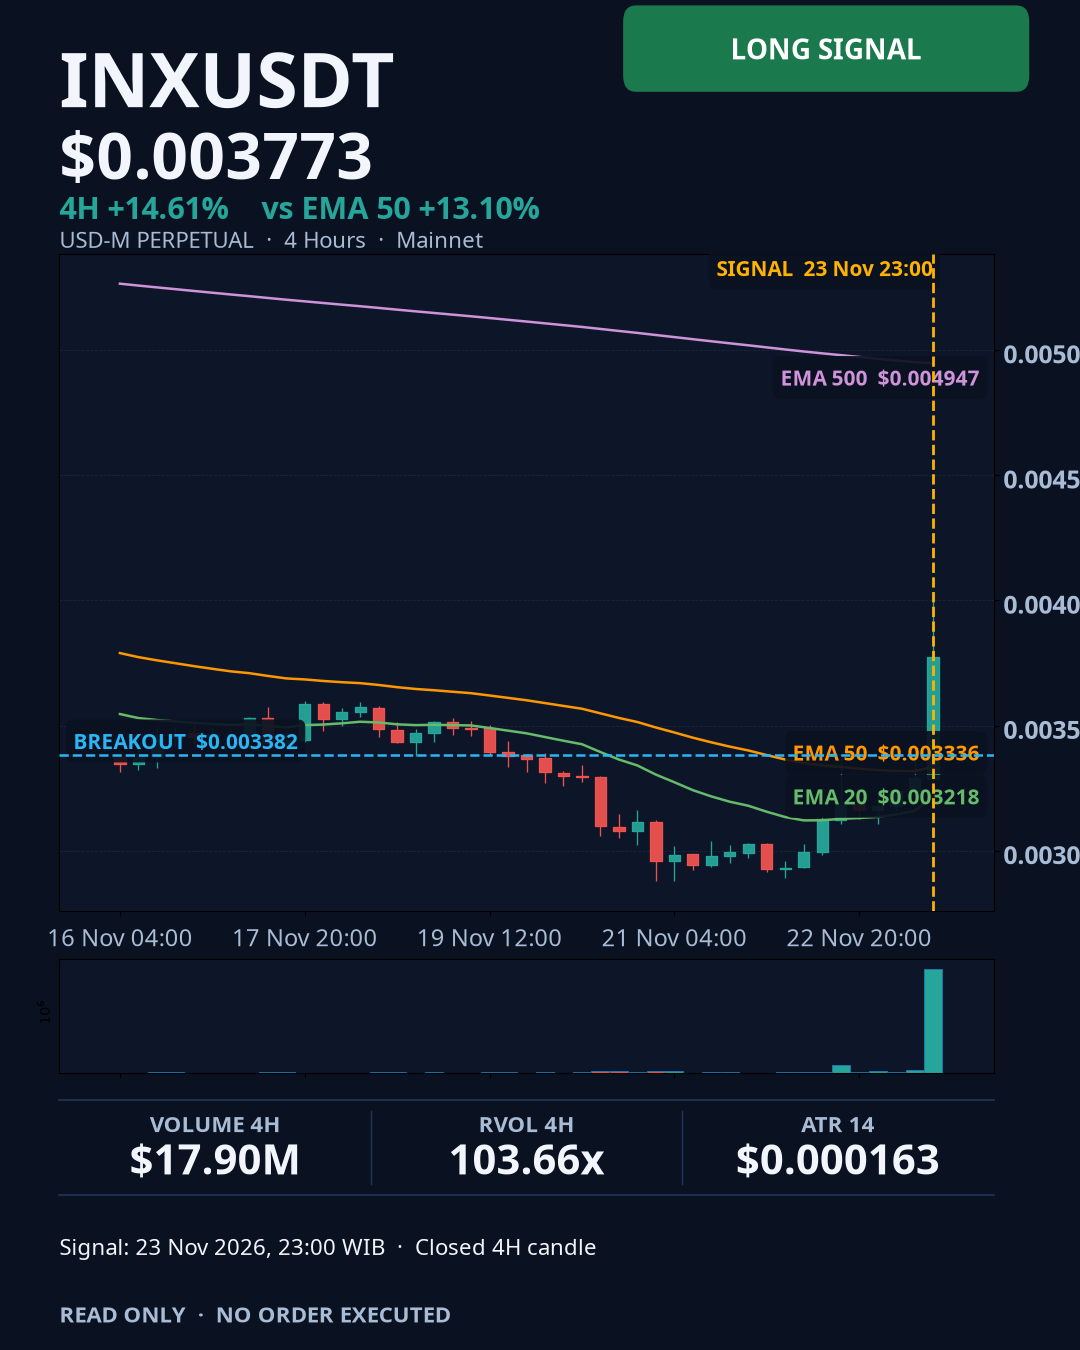 LONG SIGNAL
INXUSDT
$0.003773
4H +14.61% vs EMA 50 +13.10%
USD-M PERPETUAL · 4 Hours · Mainnet
SIGNAL 23 Nov 23:00
0.0050
EMA 500 $0.004947
0.0045
0.0040
0.0035
BREAKOUT $0.003382
EMA 50 $0.003336
EMA 20 $0.003218
0.0030
16 Nov 04:00 17 Nov 20:00 19 Nov 12:00 21 Nov 04:00 22 Nov 20:00
10⁶
VOLUME 4H RVOL 4H ATR 14
$17.90M 103.66x $0.000163
Signal: 23 Nov 2026, 23:00 WIB · Closed 4H candle
READ ONLY · NO ORDER EXECUTED